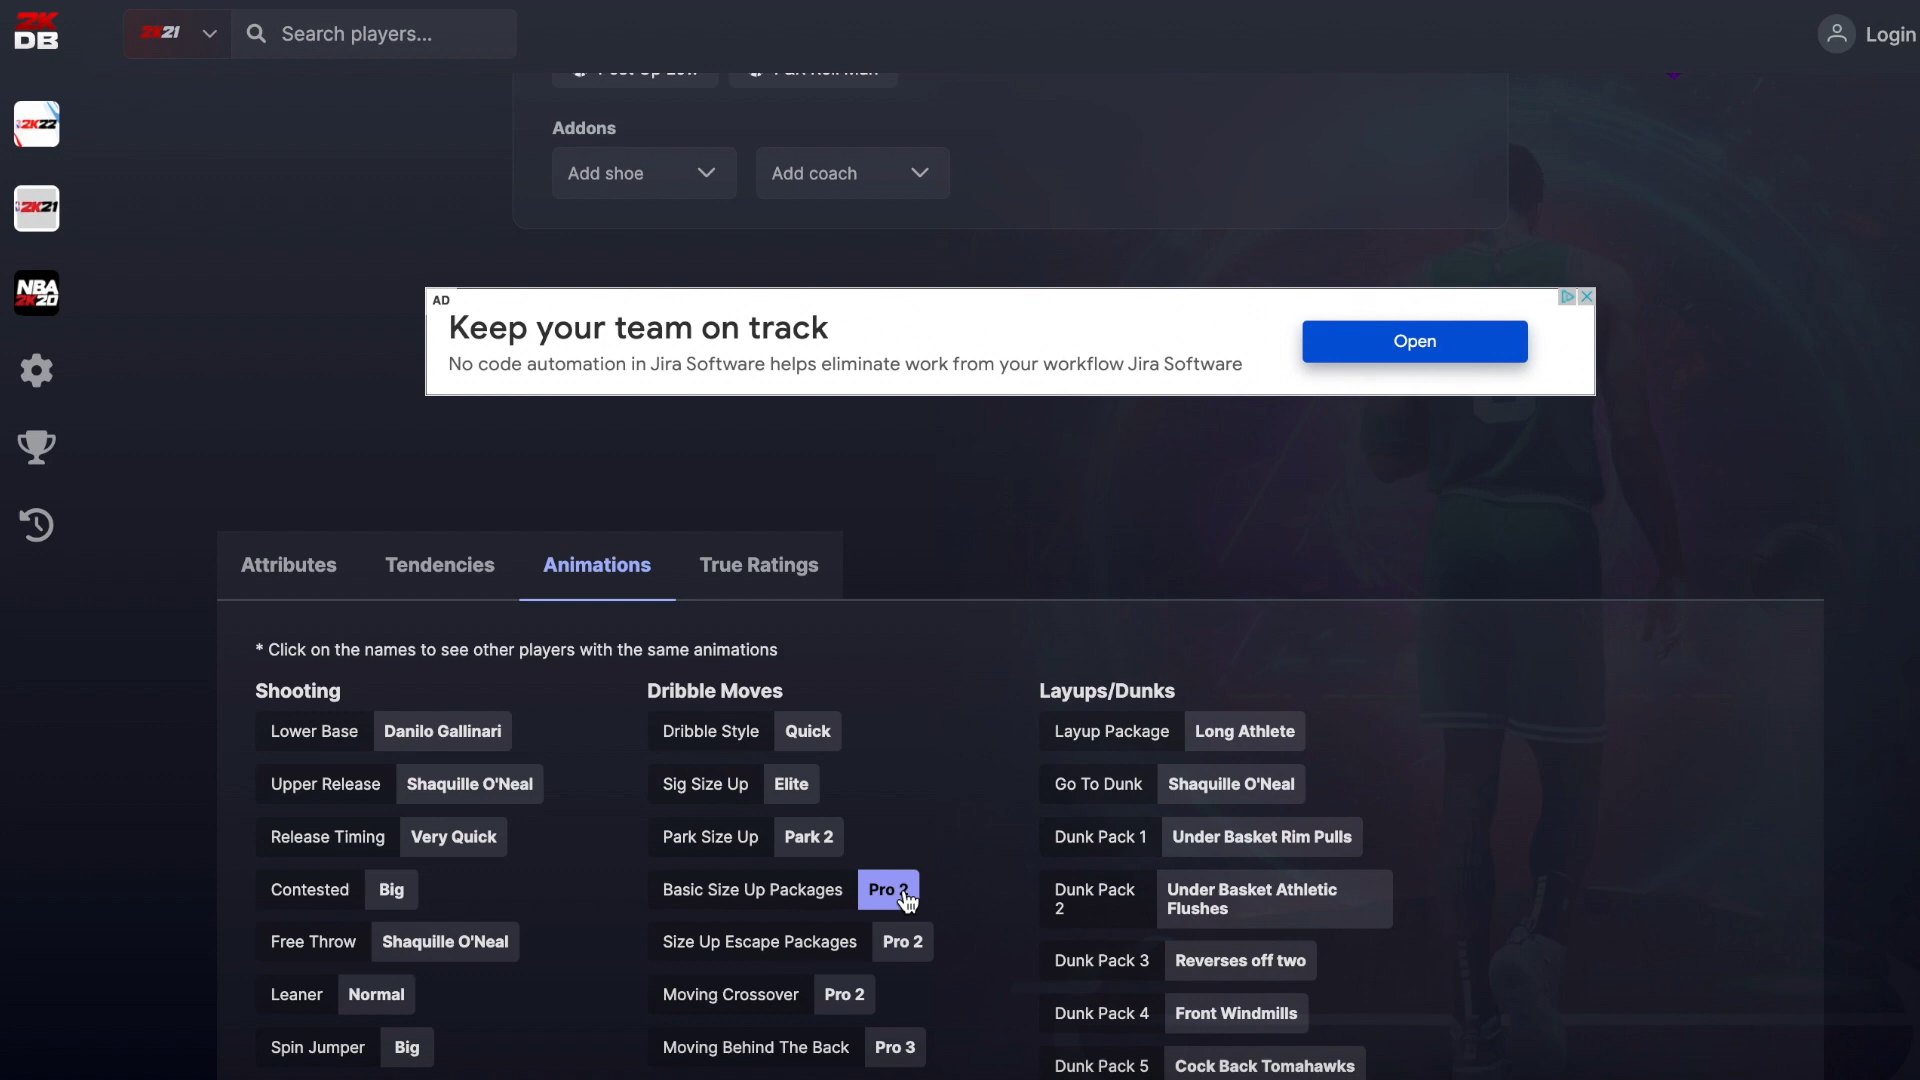 2K
DB
2K21
Search players...
Login
2K22
2K21
NBA
2K20
Addons
Add shoe
Add coach
AD
Keep your team on track
No code automation in Jira Software helps eliminate work from your workflow Jira Software
Open
Attributes
Tendencies
Animations
True Ratings
* Click on the names to see other players with the same animations
Shooting
Lower Base Danilo Gallinari
Upper Release Shaquille O'Neal
Release Timing Very Quick
Contested Big
Free Throw Shaquille O'Neal
Leaner Normal
Spin Jumper Big
Dribble Moves
Dribble Style Quick
Sig Size Up Elite
Park Size Up Park 2
Basic Size Up Packages Pro 2
Size Up Escape Packages Pro 2
Moving Crossover Pro 2
Moving Behind The Back Pro 3
Layups/Dunks
Layup Package Long Athlete
Go To Dunk Shaquille O'Neal
Dunk Pack 1 Under Basket Rim Pulls
Dunk Pack
2
Under Basket Athletic
Flushes
Dunk Pack 3 Reverses off two
Dunk Pack 4 Front Windmills
Dunk Pack 5 Cock Back Tomahawks